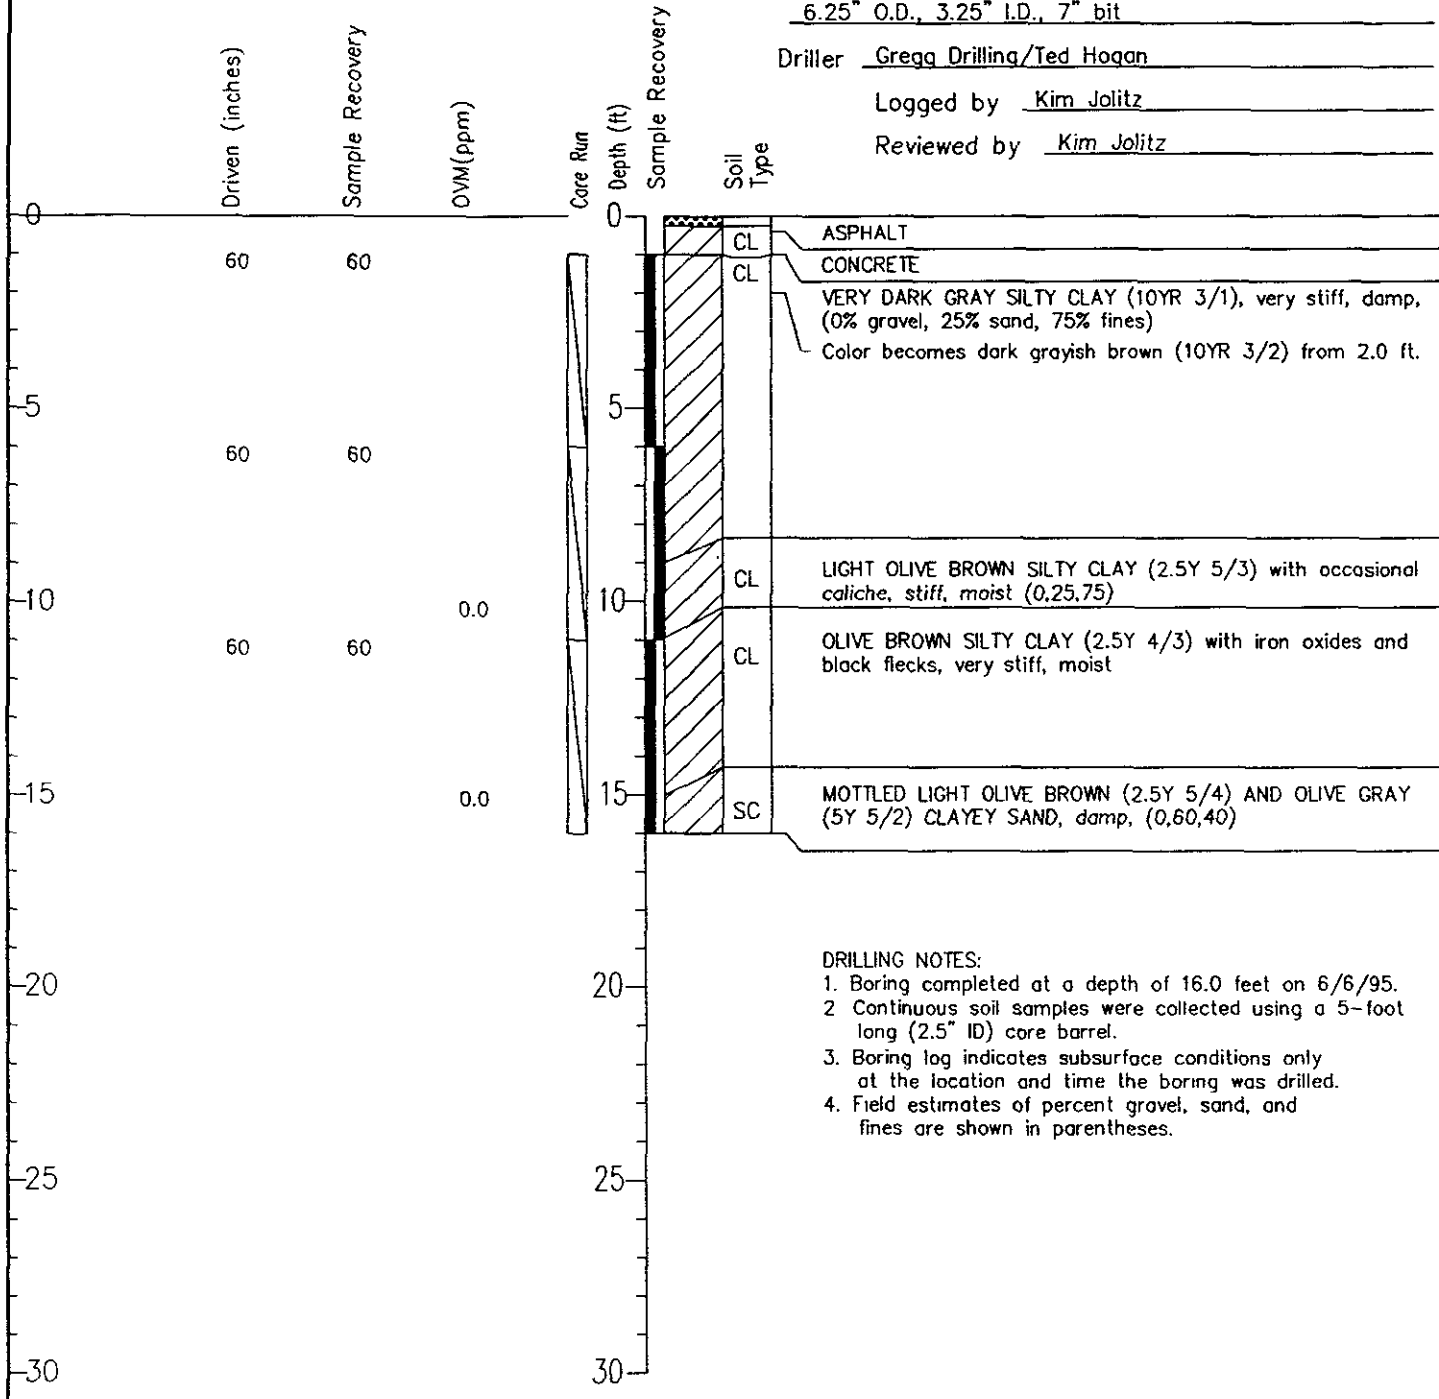 6.25" O.D., 3.25" I.D., 7" bit
Driller Gregg Drilling/Ted Hogan
Logged by Kim Jolitz
Reviewed by Kim Jolitz
Driven (inches)
Sample Recovery
OVM(ppm)
Core Run
Depth (ft)
Sample Recovery
Soil Type
0 0
ASPHALT
CL
60 60
CONCRETE
CL
VERY DARK GRAY SILTY CLAY (10YR 3/1), very stiff, damp,
(0% gravel, 25% sand, 75% fines)
Color becomes dark grayish brown (10YR 3/2) from 2.0 ft.
5 5
60 60
CL
LIGHT OLIVE BROWN SILTY CLAY (2.5Y 5/3) with occasional
caliche, stiff, moist (0,25,75)
10 0.0 10
60 60
CL
OLIVE BROWN SILTY CLAY (2.5Y 4/3) with iron oxides and
black flecks, very stiff, moist
15 0.0 15
SC
MOTTLED LIGHT OLIVE BROWN (2.5Y 5/4) AND OLIVE GRAY
(5Y 5/2) CLAYEY SAND, damp, (0,60,40)
DRILLING NOTES:
1. Boring completed at a depth of 16.0 feet on 6/6/95.
2 Continuous soil samples were collected using a 5-foot
long (2.5" ID) core barrel.
3. Boring log indicates subsurface conditions only
at the location and time the boring was drilled.
4. Field estimates of percent gravel, sand, and
fines are shown in parentheses.
20 20
25 25
30 30